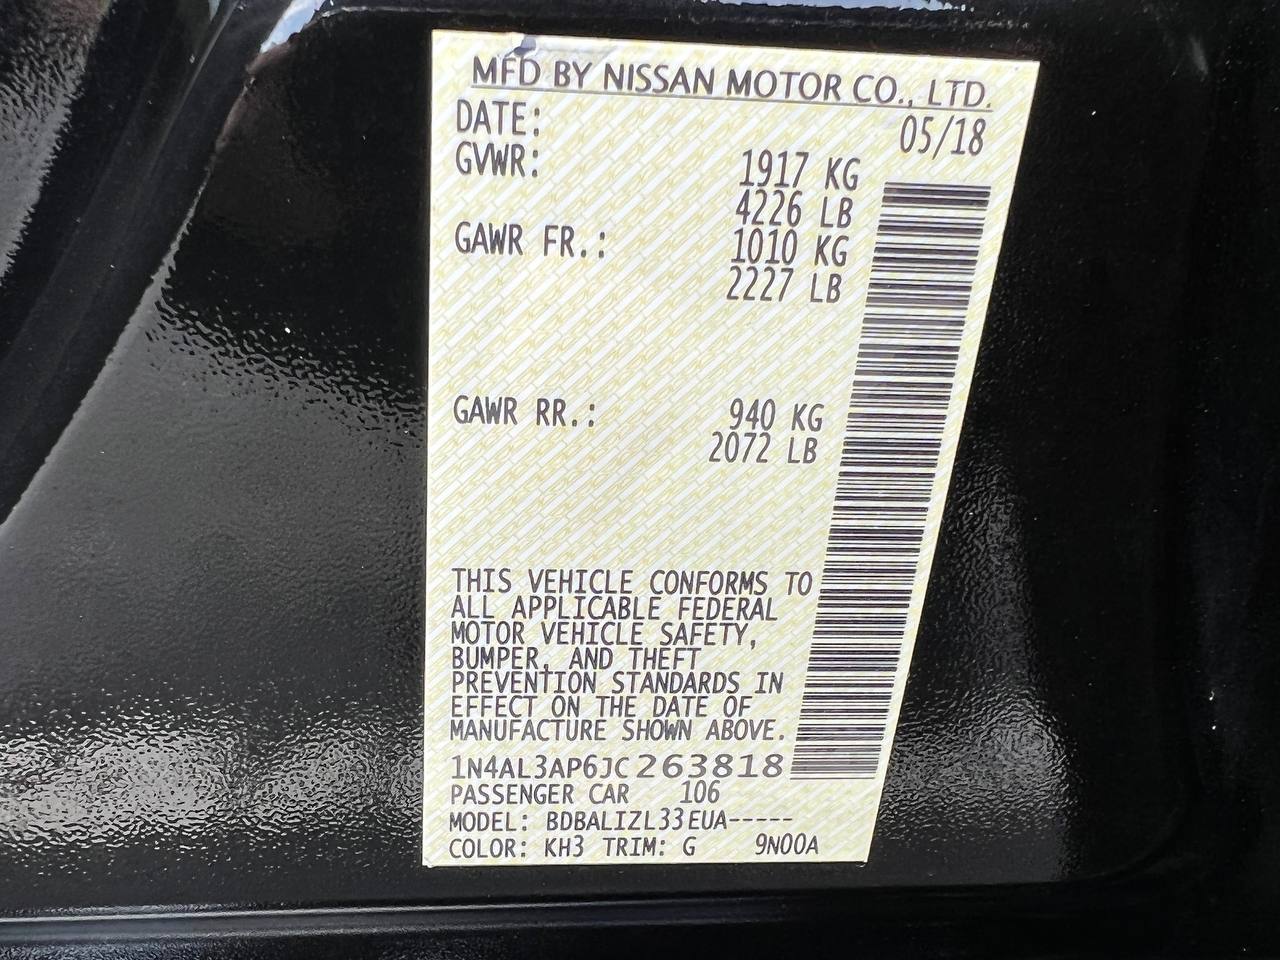 MFD BY NISSAN MOTOR CO., LTD.
DATE: 05/18
GVWR: 1917 KG
4226 LB
GAWR FR.: 1010 KG
2227 LB
GAWR RR.: 940 KG
2072 LB
THIS VEHICLE CONFORMS TO
ALL APPLICABLE FEDERAL
MOTOR VEHICLE SAFETY,
BUMPER, AND THEFT
PREVENTION STANDARDS IN
EFFECT ON THE DATE OF
MANUFACTURE SHOWN ABOVE.
1N4AL3AP6JC263818
PASSENGER CAR 106
MODEL: BDBALIZL33EUA-----
COLOR: KH3 TRIM: G 9N00A